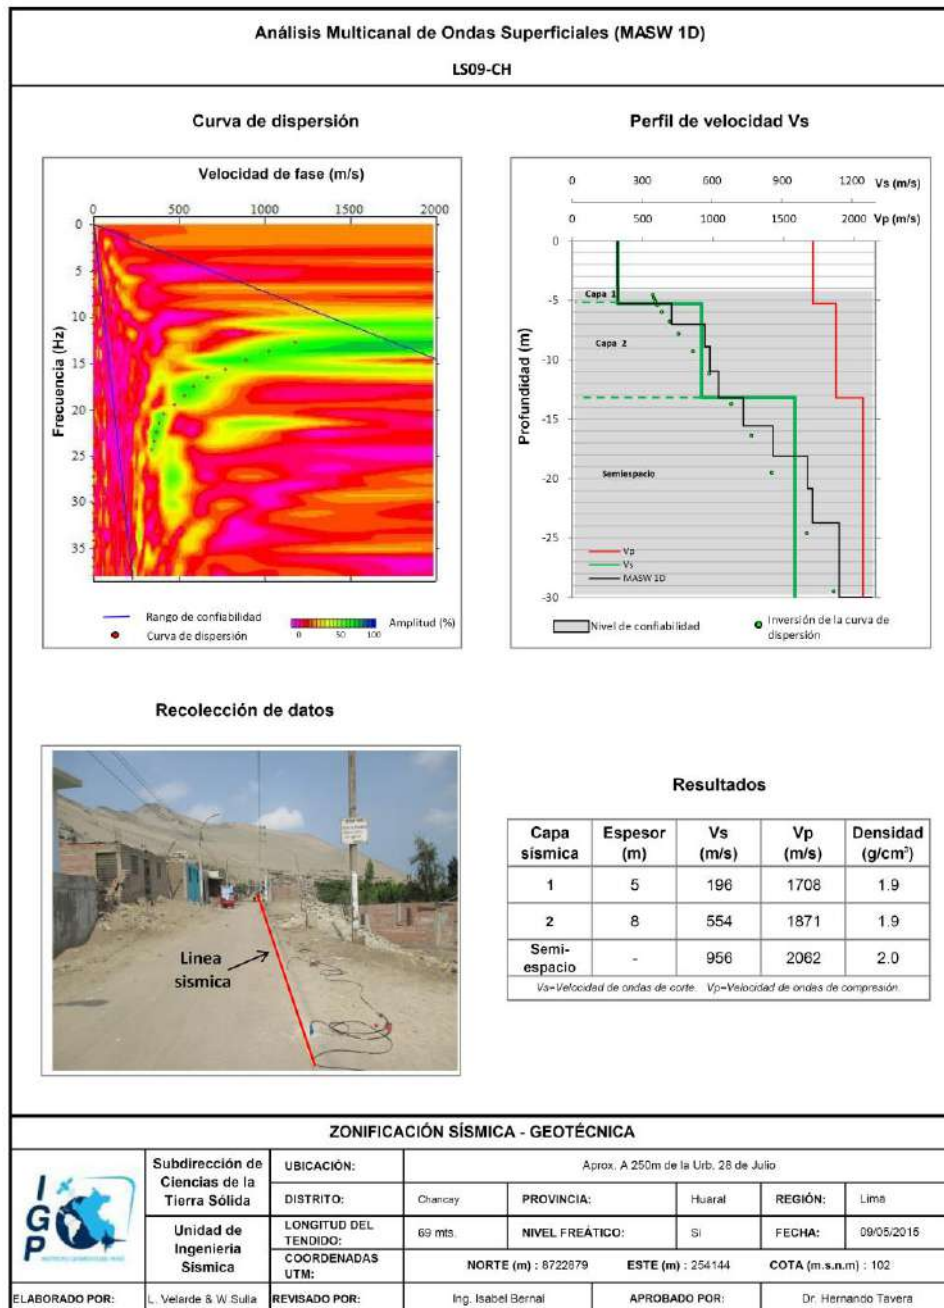 Análisis Multicanal de Ondas Superficiales (MASW 1D)
LS09-CH
Curva de dispersión
Perfil de velocidad Vs
Velocidad de fase (m/s)
0 500 1000 1500 2000
0
5
10
15
20
25
30
35
Frecuencia (Hz)
Rango de confiabilidad
Curva de dispersión
0 50 100
Amplitud (%)
0 300 600 900 1200 Vs (m/s)
0 500 1000 1500 2000 Vp (m/s)
0
-5
-10
-15
-20
-25
-30
Profundidad (m)
Capa 1
Capa 2
Semiespacio
Vp
Vs
MASW 1D
Nivel de confiabilidad
Inversión de la curva de
dispersión
Recolección de datos
Linea
sismica
Resultados
Capa sísmica Espesor (m) Vs (m/s) Vp (m/s) Densidad (g/cm³)
1 5 196 1708 1.9
2 8 554 1871 1.9
Semi-espacio - 956 2062 2.0
Vs=Velocidad de ondas de corte. Vp=Velocidad de ondas de compresión.
ZONIFICACIÓN SÍSMICA - GEOTÉCNICA
IGP
Subdirección de
Ciencias de la
Tierra Sólida
Unidad de
Ingeniería
Sísmica
UBICACIÓN: Aprox. A 250m de la Urb. 28 de Julio
DISTRITO: Chancay PROVINCIA: Huaral REGIÓN: Lima
LONGITUD DEL TENDIDO: 69 mts. NIVEL FREÁTICO: Si FECHA: 09/05/2015
COORDENADAS UTM: NORTE (m) : 8722879 ESTE (m) : 254144 COTA (m.s.n.m) : 102
ELABORADO POR: L. Velarde & W.Sulla REVISADO POR: Ing. Isabel Bernal APROBADO POR: Dr. Hernando Tavera